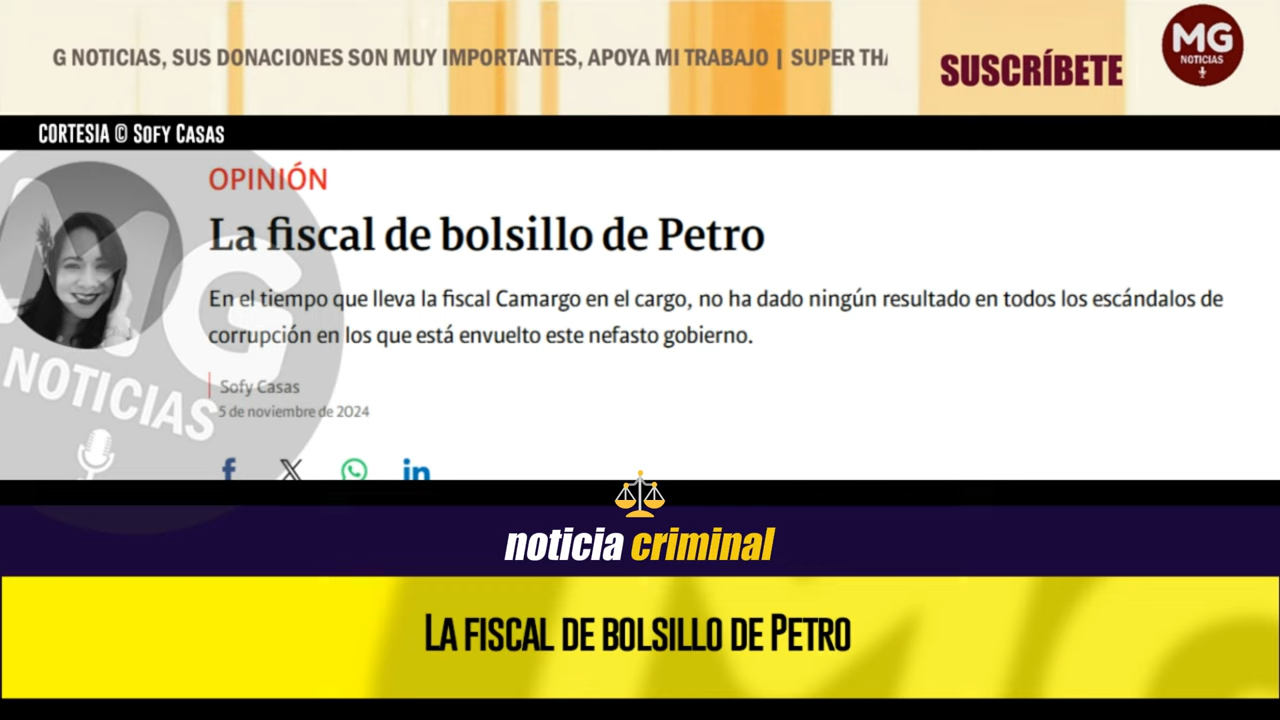 G NOTICIAS, SUS DONACIONES SON MUY IMPORTANTES, APOYA MI TRABAJO | SUPER
SUSCRÍBETE
MG
NOTICIAS
CORTESIA © SOFY CASAS
OPINIÓN
La fiscal de bolsillo de Petro
En el tiempo que lleva la fiscal Camargo en el cargo, no ha dado ningún resultado en todos los escándalos de
corrupción en los que está envuelto este nefasto gobierno.
Sofy Casas
5 de noviembre de 2024
MG
NOTICIAS
noticia criminal
LA FISCAL DE BOLSILLO DE PETRO